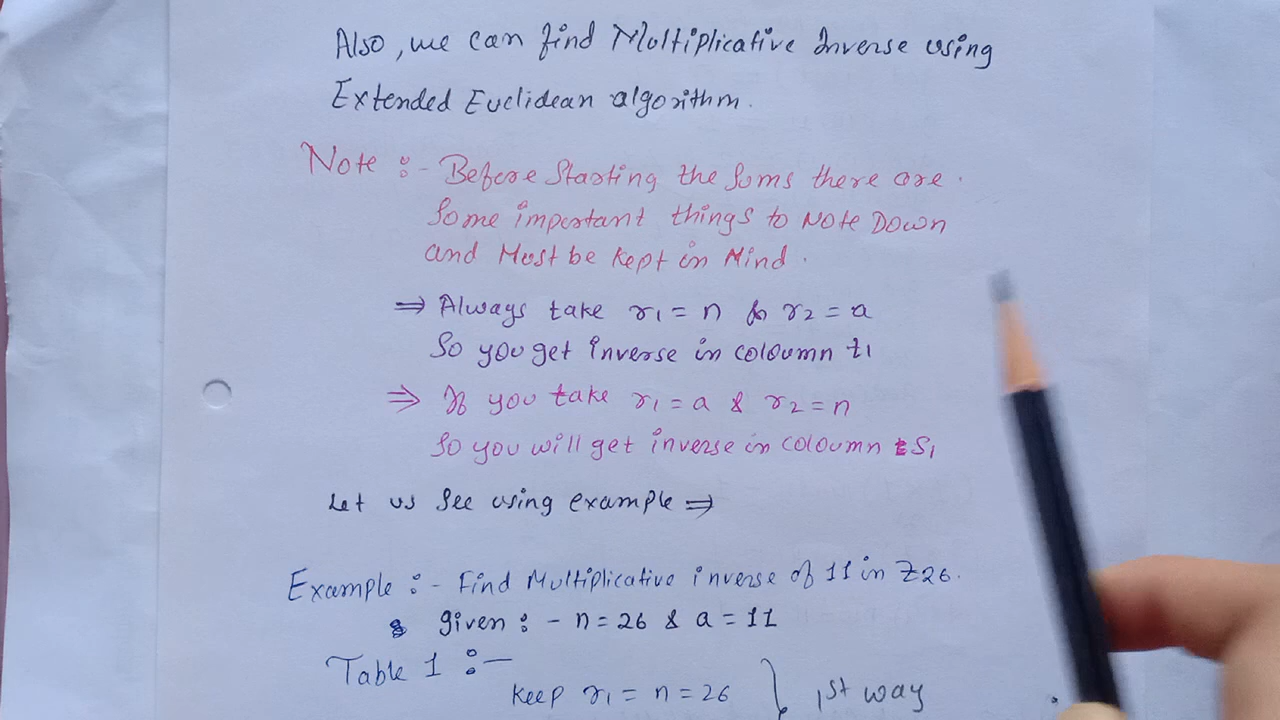 Also, we can find Multiplicative Inverse using
Extended Euclidean algorithm.
Note :- Before Starting the Sums there are.
Some important things to Note Down
and Must be kept in Mind.
⇒ Always take r1 = n & r2 = a
So you get inverse in coloumn t1
⇒ If you take r1 = a & r2 = n
So you will get inverse in coloumn S1
Let us See using example ⇒
Example :- Find Multiplicative inverse of 11 in Z26.
given :- n = 26 & a = 11
Table 1 :-
Keep r1 = n = 26 } 1st way